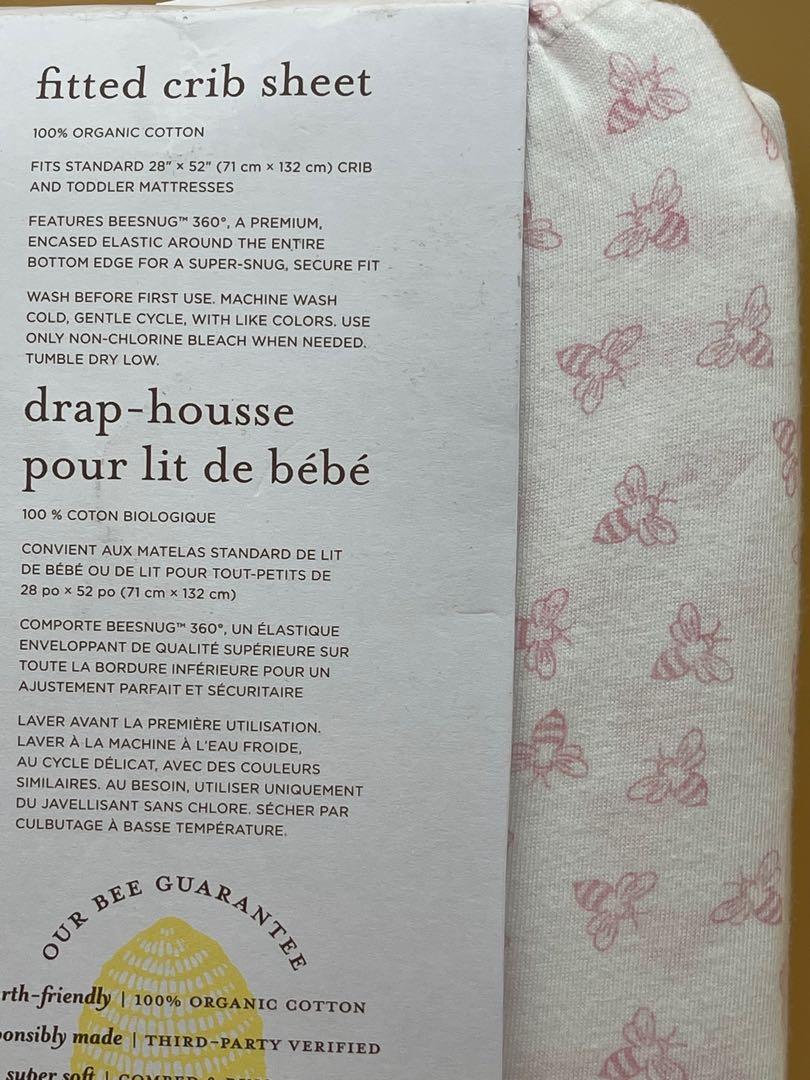 fitted crib sheet
100% ORGANIC COTTON
FITS STANDARD 28" × 52" (71 cm × 132 cm) CRIB
AND TODDLER MATTRESSES
FEATURES BEESNUG™ 360°, A PREMIUM,
ENCASED ELASTIC AROUND THE ENTIRE
BOTTOM EDGE FOR A SUPER-SNUG, SECURE FIT
WASH BEFORE FIRST USE. MACHINE WASH
COLD, GENTLE CYCLE, WITH LIKE COLORS. USE
ONLY NON-CHLORINE BLEACH WHEN NEEDED.
TUMBLE DRY LOW.
drap-housse
pour lit de bébé
100 % COTON BIOLOGIQUE
CONVIENT AUX MATELAS STANDARD DE LIT
DE BÉBÉ OU DE LIT POUR TOUT-PETITS DE
28 po × 52 po (71 cm × 132 cm)
COMPORTE BEESNUG™ 360°, UN ÉLASTIQUE
ENVELOPPANT DE QUALITÉ SUPÉRIEURE SUR
TOUTE LA BORDURE INFÉRIEURE POUR UN
AJUSTEMENT PARFAIT ET SÉCURITAIRE
LAVER AVANT LA PREMIÈRE UTILISATION.
LAVER À LA MACHINE À L'EAU FROIDE,
AU CYCLE DÉLICAT, AVEC DES COULEURS
SIMILAIRES. AU BESOIN, UTILISER UNIQUEMENT
DU JAVELLISANT SANS CHLORE. SÉCHER PAR
CULBUTAGE À BASSE TEMPÉRATURE.
OUR BEE GUARANTEE
rth-friendly | 100% ORGANIC COTTON
onsibly made | THIRD-PARTY VERIFIED
super soft | COMBED &